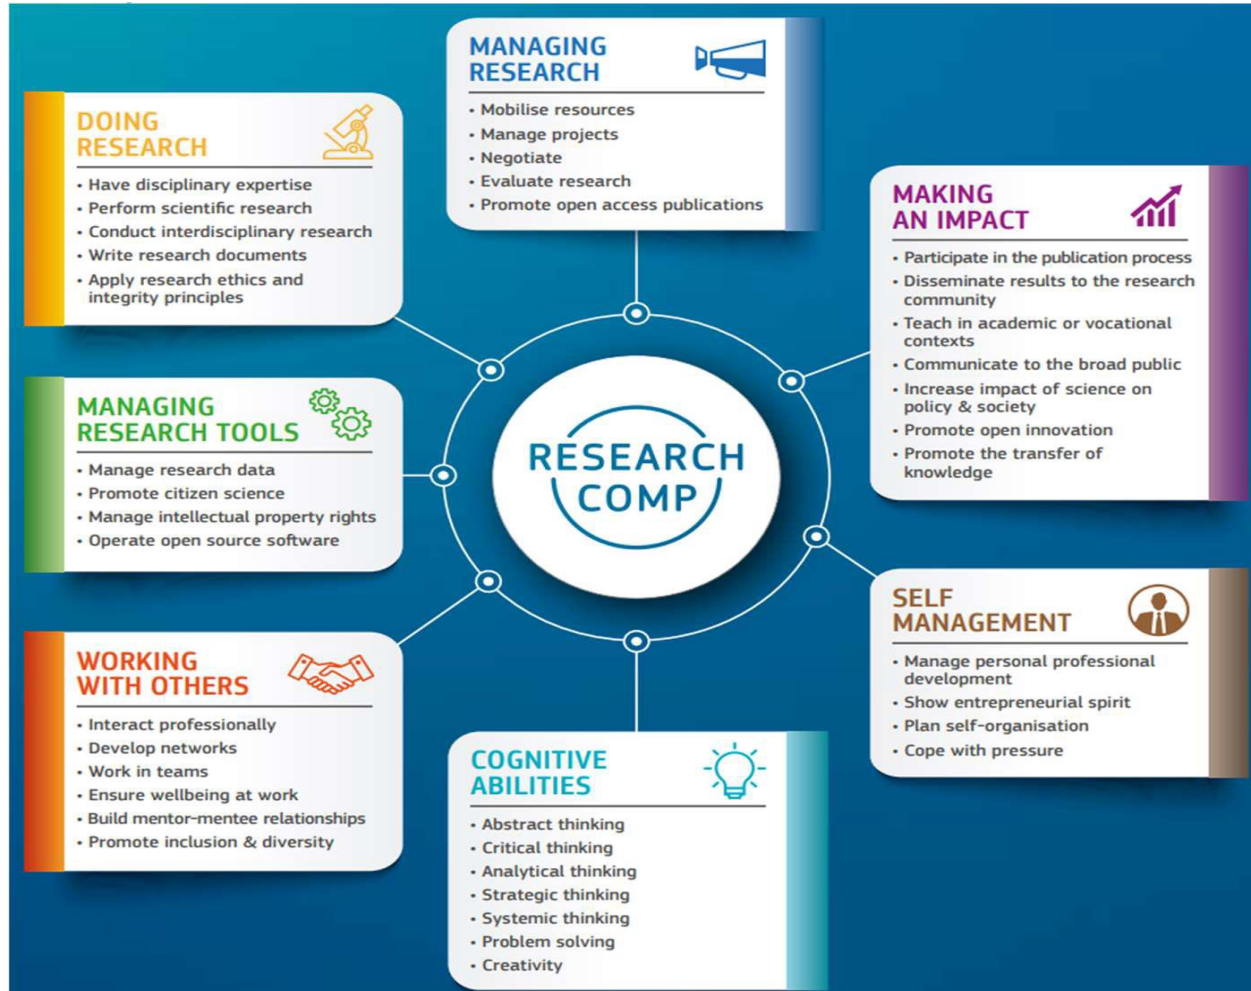 MANAGING
RESEARCH
• Mobilise resources
• Manage projects
• Negotiate
• Evaluate research
• Promote open access publications
DOING
RESEARCH
• Have disciplinary expertise
• Perform scientific research
• Conduct interdisciplinary research
• Write research documents
• Apply research ethics and
integrity principles
MAKING
AN IMPACT
• Participate in the publication process
• Disseminate results to the research
community
• Teach in academic or vocational
contexts
• Communicate to the broad public
• Increase impact of science on
policy & society
• Promote open innovation
• Promote the transfer of
knowledge
MANAGING
RESEARCH TOOLS
• Manage research data
• Promote citizen science
• Manage intellectual property rights
• Operate open source software
RESEARCH
COMP
SELF
MANAGEMENT
• Manage personal professional
development
• Show entrepreneurial spirit
• Plan self-organisation
• Cope with pressure
WORKING
WITH OTHERS
• Interact professionally
• Develop networks
• Work in teams
• Ensure wellbeing at work
• Build mentor-mentee relationships
• Promote inclusion & diversity
COGNITIVE
ABILITIES
• Abstract thinking
• Critical thinking
• Analytical thinking
• Strategic thinking
• Systemic thinking
• Problem solving
• Creativity